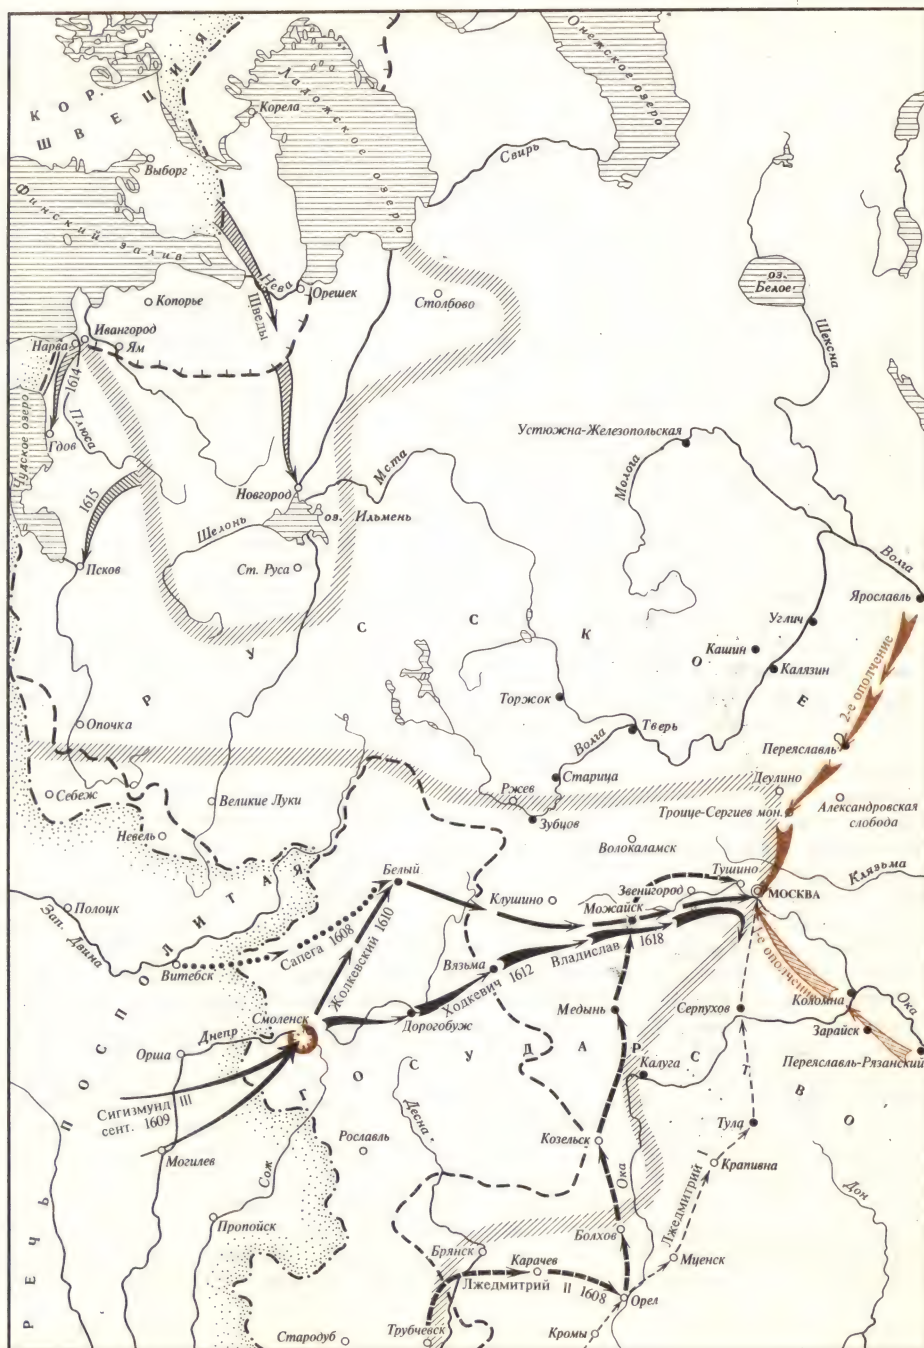 КОР. ШВЕЦИЯ
Онежское озеро
Ладожское озеро
Корела
Выборг
Свирь
Финский залив
Нева
Орешек
Столбово
оз. Белое
Копорье
Шведы
Ивангород
Нарва
Ям
1614
Шексна
Чудское озеро
Плюсса
Гдов
Устюжна-Железопольская
Мста
Молога
Новгород
1615
оз. Ильмень
Шелонь
Псков
Ст. Руса
Волга
Ярославль
Углич
Кашин
Калязин
РУССКОЕ
2-е ополчение
Торжок
Опочка
Волга
Тверь
Переяславль
Старица
Деулино
Себеж
Великие Луки
Ржев
Троице-Сергиев мон.
Александровская
слобода
Зубцов
Невель
Волоколамск
Белый
Тушино
Клязьма
Звенигород
МОСКВА
Клушино
Можайск
Полоцк
Зап. Двина
Сапега 1608
Жолкевский 1610
Владислав 1618
Витебск
Вязьма
Ходкевич 1612
1-е ополчение
Коломна
Ока
Смоленск
Дорогобуж
Медынь
Серпухов
Зарайск
Днепр
Орша
Переяславль-Рязанский
Калуга
ГОСУДАРСТВО
Сигизмунд III
сент. 1609
Десна
Тула
Рославль
Козельск
Могилев
Крапивна
Сож
Ока
Лжедмитрий I
Дон
Пропойск
Болхов
Брянск
Карачев
Мценск
Лжедмитрий II 1608
Орел
Стародуб
Трубчевск
Кромы
РЕЧЬ ПОСПОЛИТАЯ